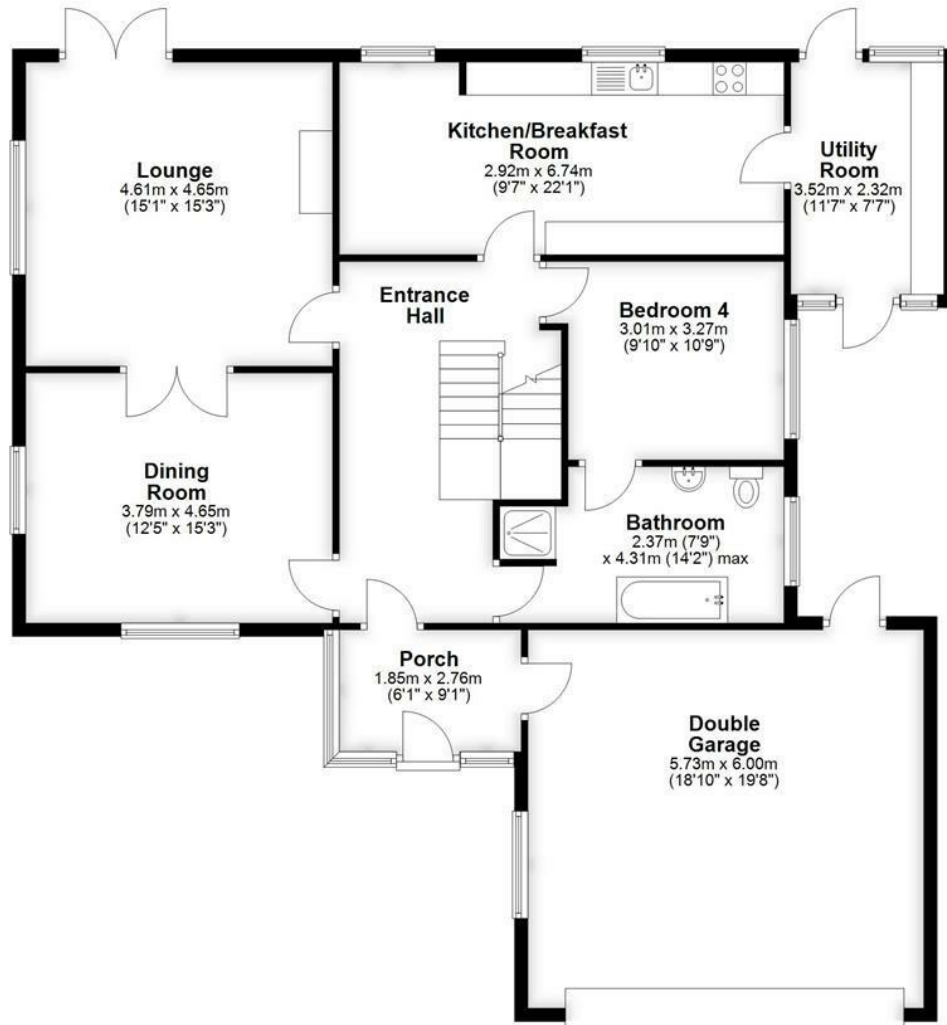 Lounge
4.61m x 4.65m
(15'1" x 15'3")
Kitchen/Breakfast
Room
2.92m x 6.74m
(9'7" x 22'1")
Utility
Room
3.52m x 2.32m
(11'7" x 7'7")
Entrance
Hall
Bedroom 4
3.01m x 3.27m
(9'10" x 10'9")
Dining
Room
3.79m x 4.65m
(12'5" x 15'3")
Bathroom
2.37m (7'9")
x 4.31m (14'2") max
Porch
1.85m x 2.76m
(6'1" x 9'1")
Double
Garage
5.73m x 6.00m
(18'10" x 19'8")